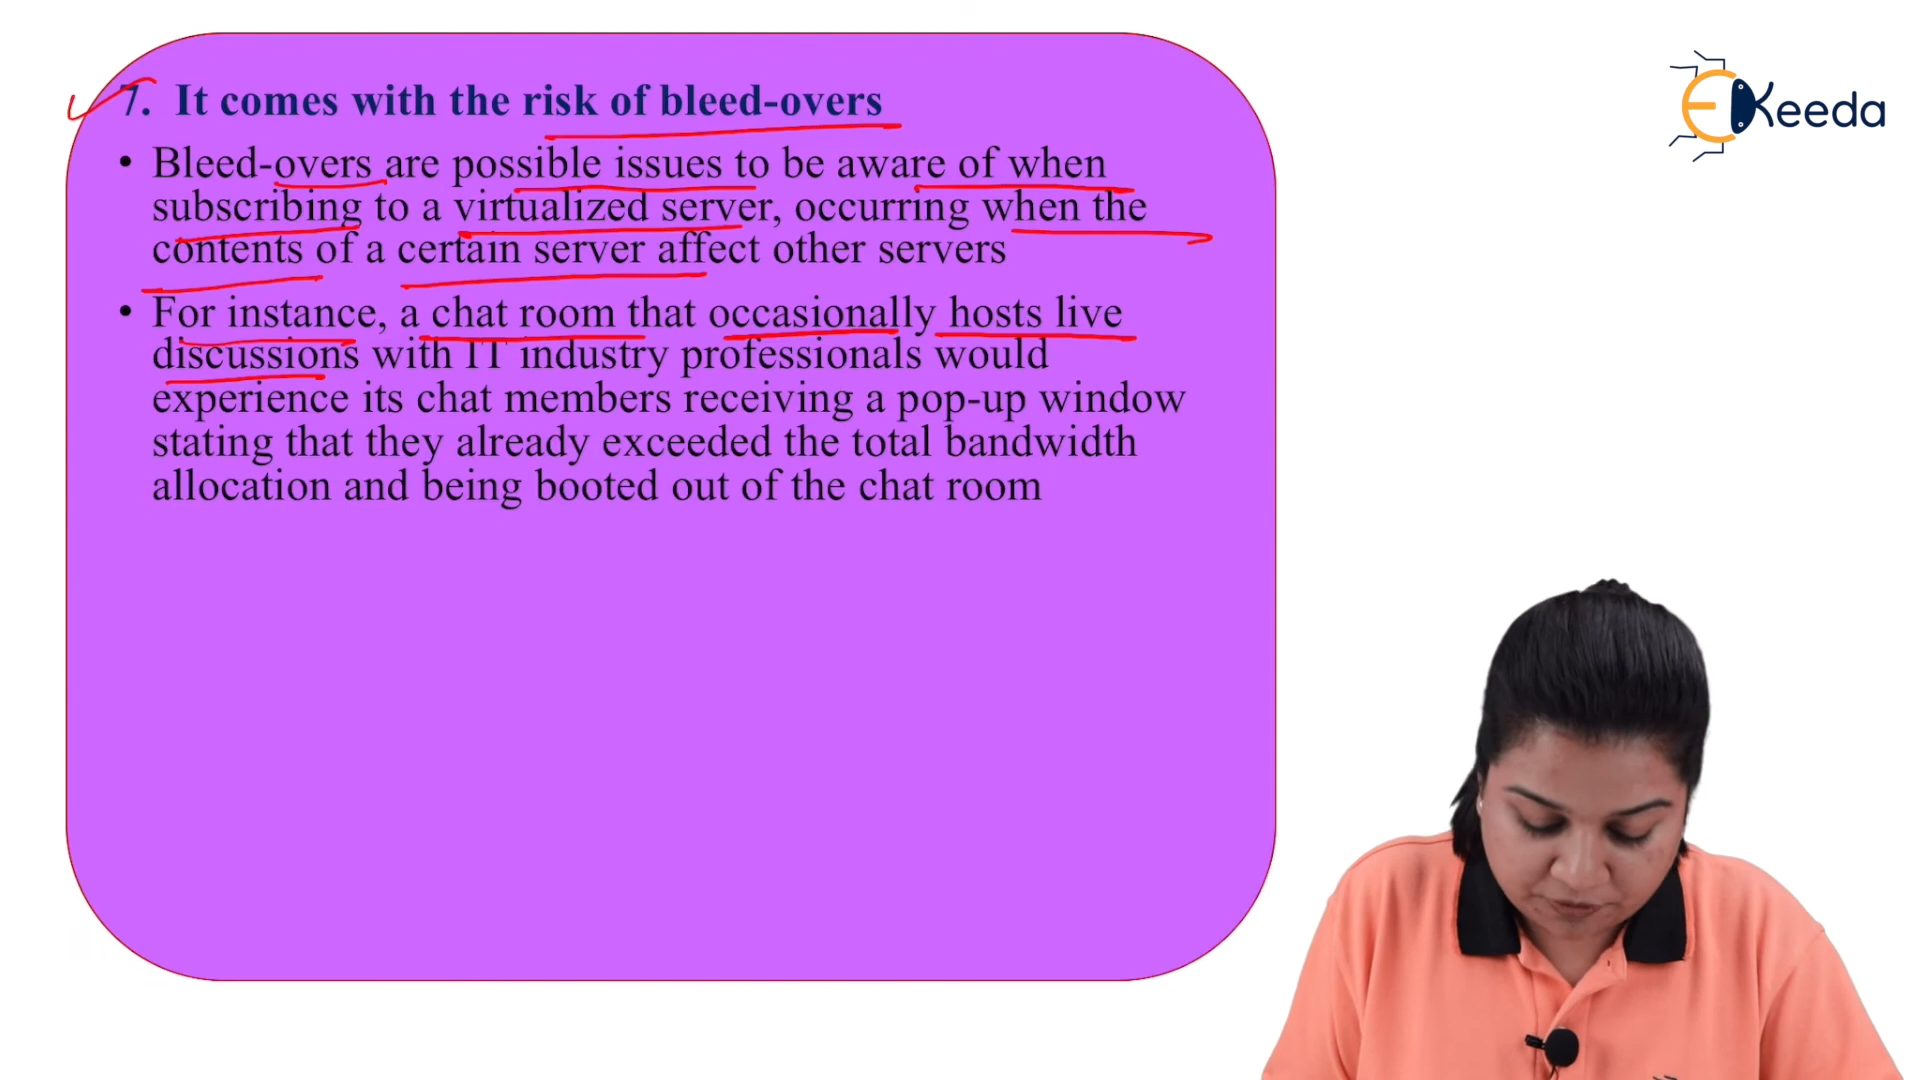 7. It comes with the risk of bleed-overs
• Bleed-overs are possible issues to be aware of when
subscribing to a virtualized server, occurring when the
contents of a certain server affect other servers
• For instance, a chat room that occasionally hosts live
discussions with IT industry professionals would
experience its chat members receiving a pop-up window
stating that they already exceeded the total bandwidth
allocation and being booted out of the chat room
EKeeda